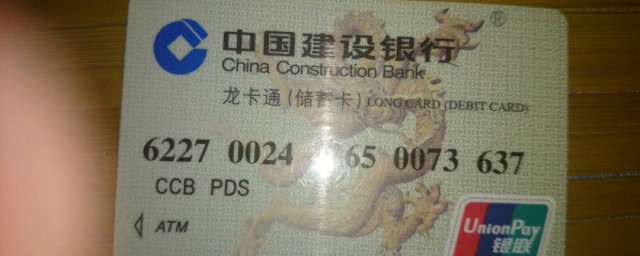 ®
中国建设银行
China Construction Bank
龙卡通(储蓄卡) LONG CARD (DEBIT CARD)
6227 0024 65 0073 637
CCB PDS
ATM
UnionPay
银联